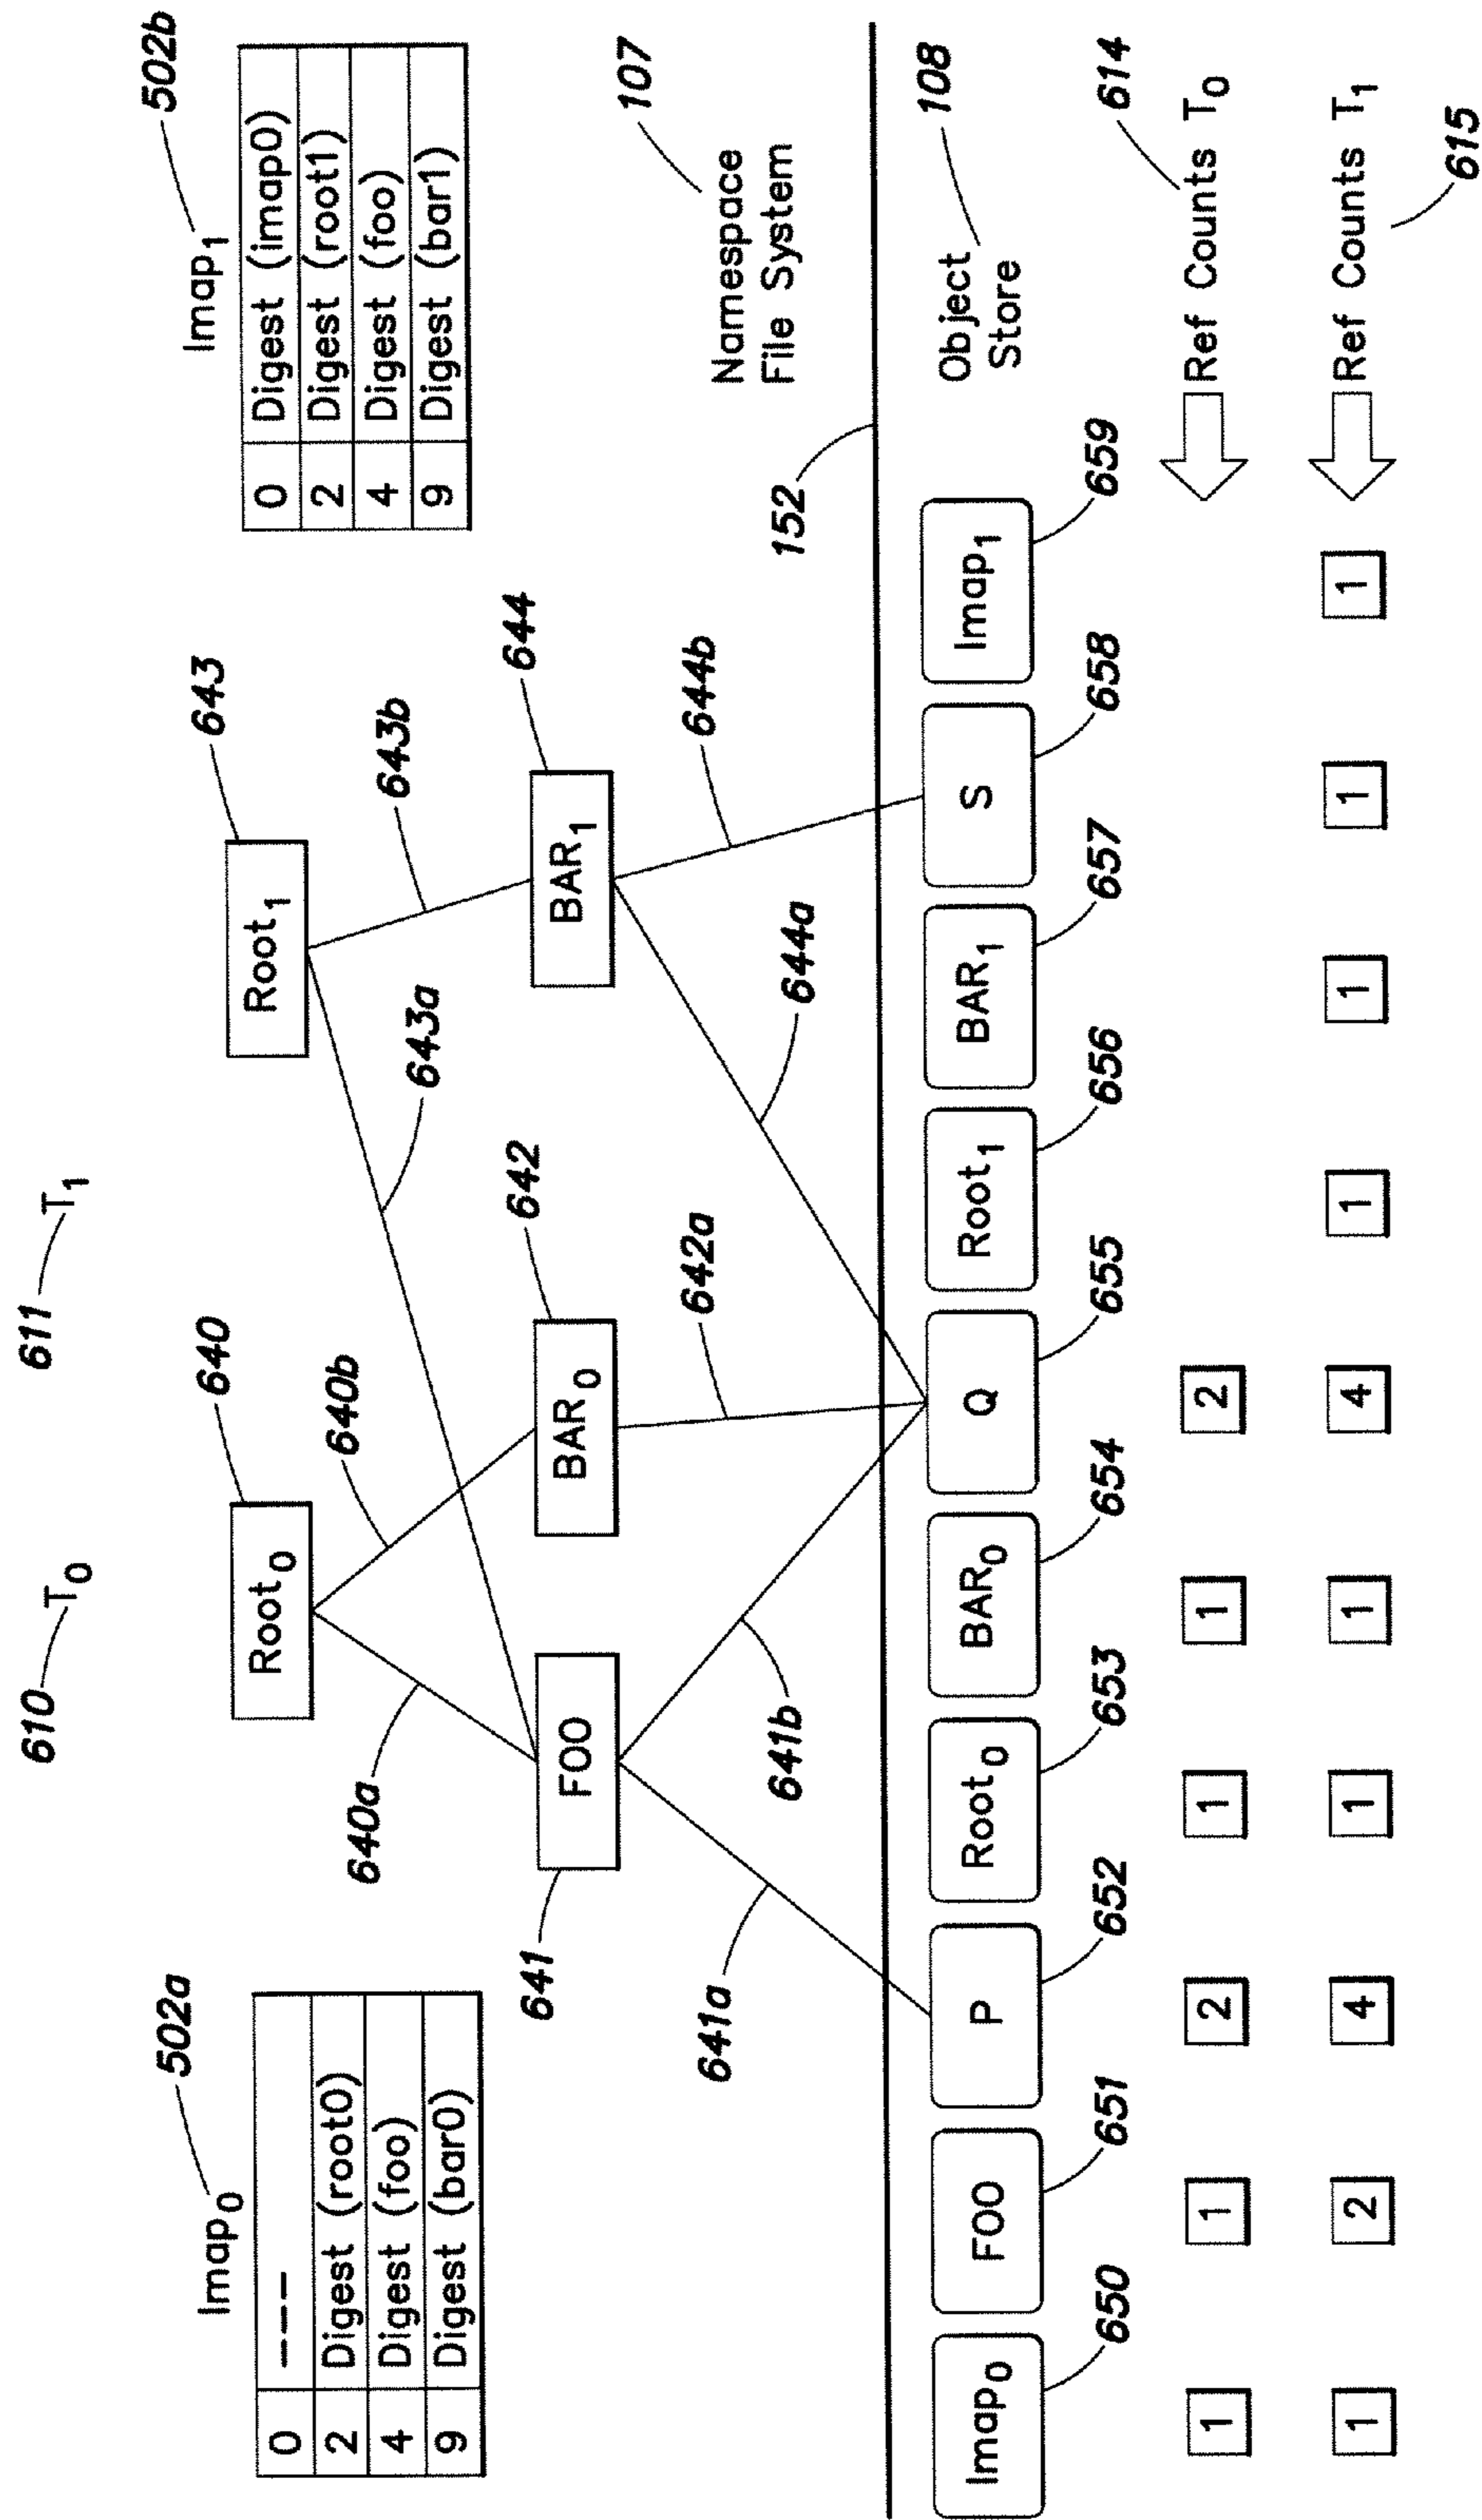 610 T0
611 T1
Imap0 502a
0 ---
2 Digest (root0)
4 Digest (foo)
9 Digest (bar0)
Imap1 502b
0 Digest (imap0)
2 Digest (root1)
4 Digest (foo)
9 Digest (bar1)
Root0 640
Root1 643
640a
640b
643a
643b
641 FOO
BAR0 642
BAR1 644
641a
641b
642a
644a
644b
Namespace
File System
107
152
Imap0 FOO P Root0 BAR0 Q Root1 BAR1 S Imap1
Object
Store
108
650 651 652 653 654 655 656 657 658 659
1 1 2 1 1 2 Ref Counts T0 614
1 2 4 1 1 4 1 1 1 1 Ref Counts T1 615